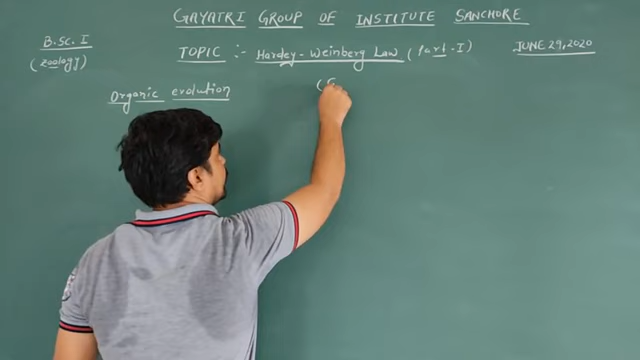 GAYATRI GROUP OF INSTITUTE SANCHORE
B.SC. I
(zoology)
TOPIC :- Hardey-Weinberg Law (Part-I)
JUNE 29, 2020
Organic evolution